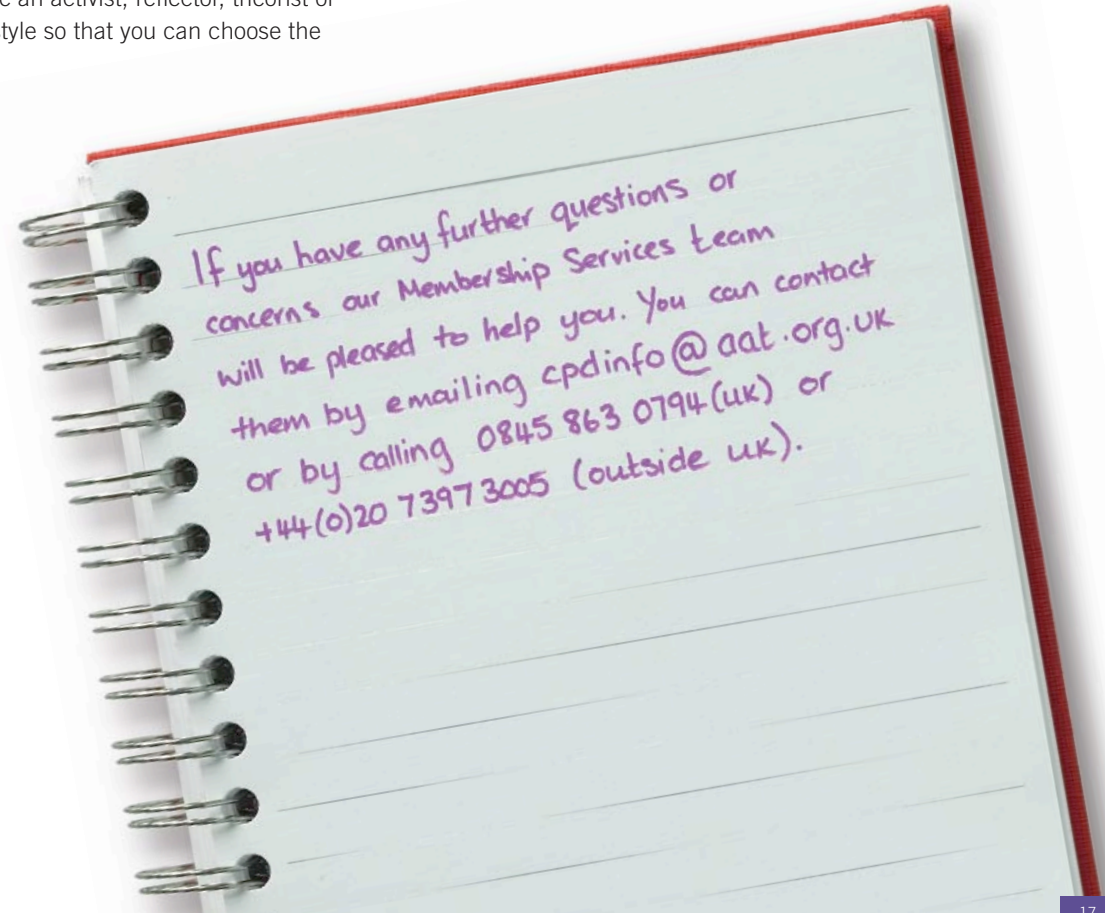 e an activist, reflector, theorist or
style so that you can choose the
If you have any further questions or
concerns our Membership Services team
will be pleased to help you. You can contact
them by emailing cpdinfo@aat.org.uk
or by calling 0845 863 0794 (uk) or
+44(0)20 7397 3005 (outside uk).
17